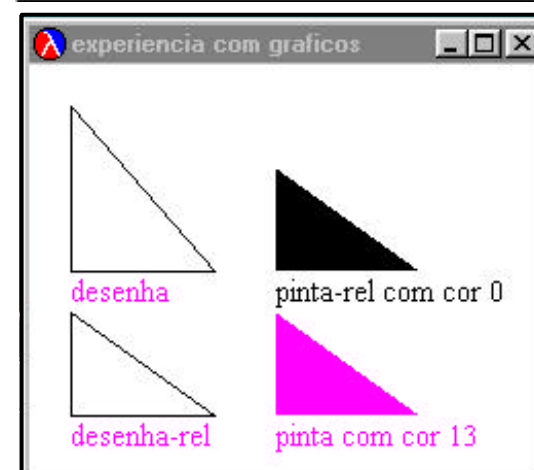 experiencia com graficos
desenha
pinta-rel com cor 0
desenha-rel
pinta com cor 13